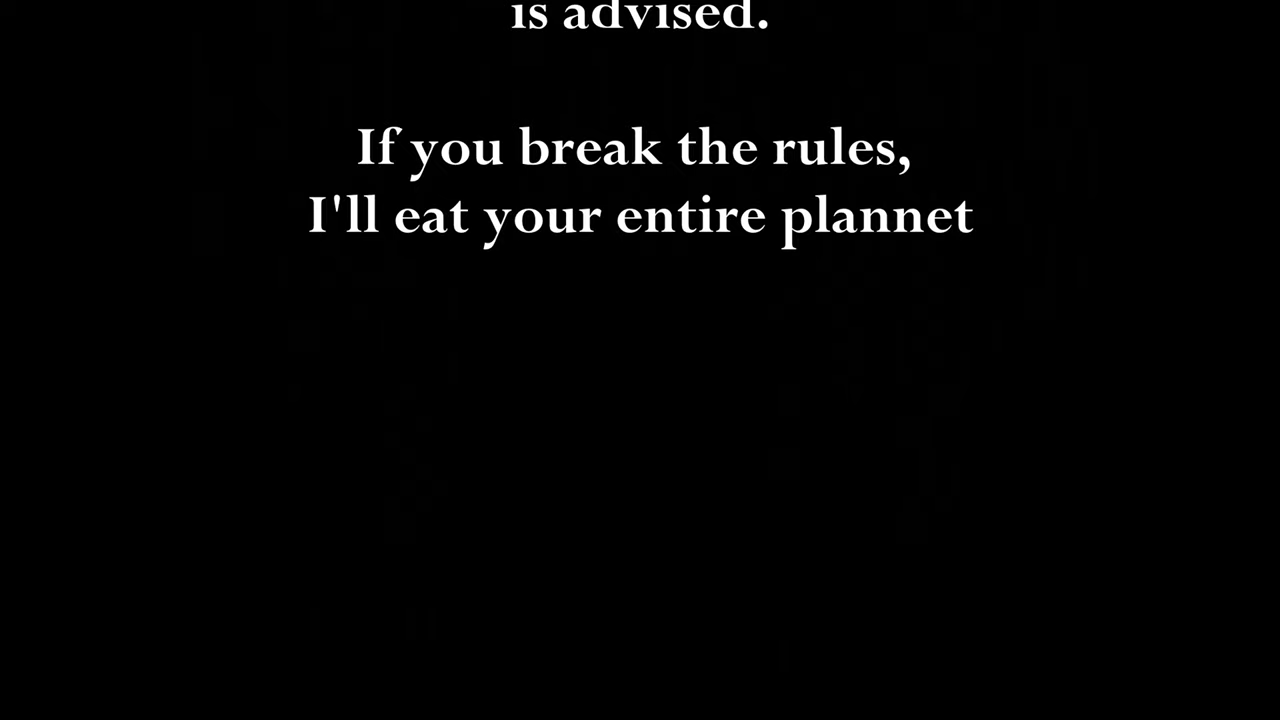 is advised.
If you break the rules,
I'll eat your entire plannet